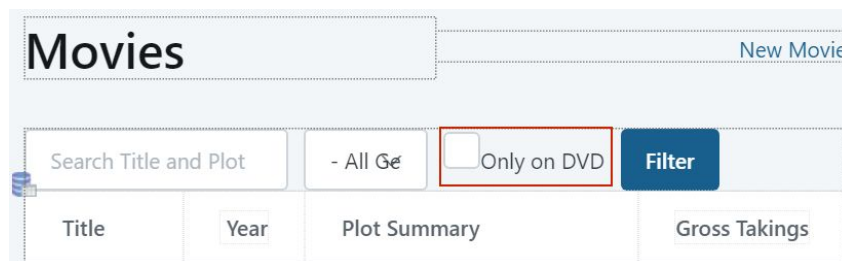 Movies
New Movie
Search Title and Plot - All Ge Only on DVD Filter
Title Year Plot Summary Gross Takings